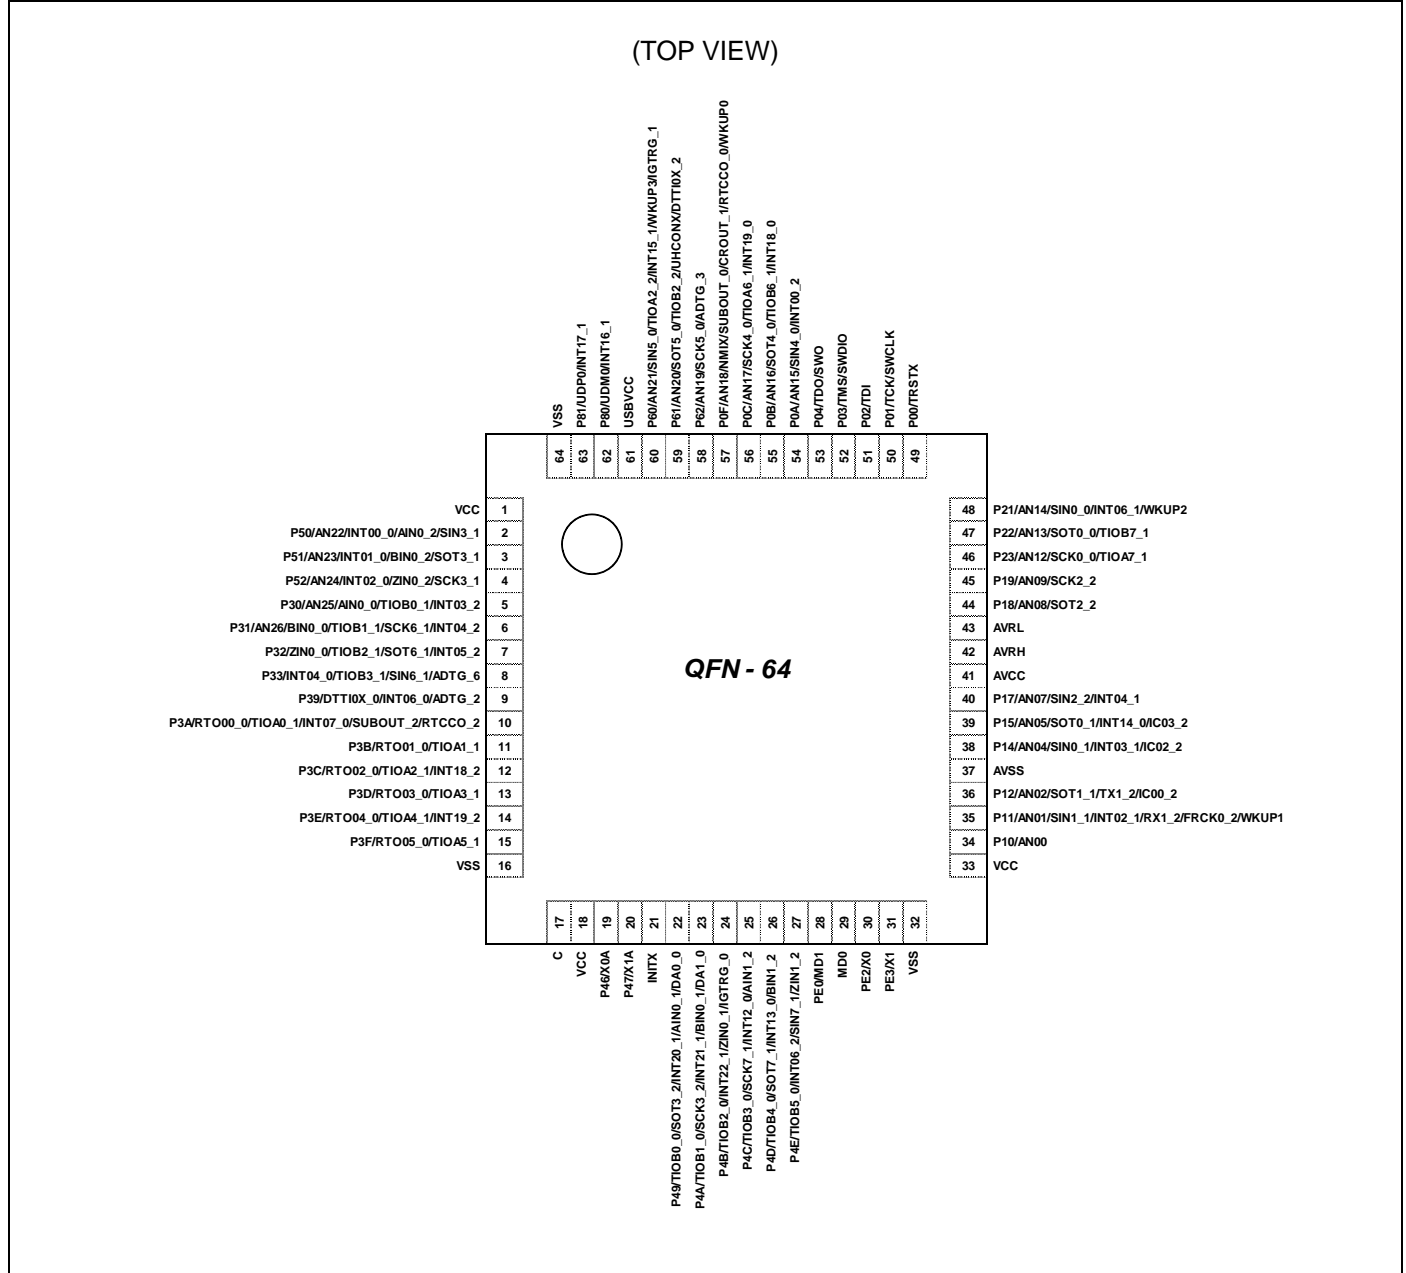 (TOP VIEW)
VSS
P81/UDP0/INT17_1
P80/UDM0/INT16_1
USBVCC
P60/AN21/SIN5_0/TIOA2_2/INT15_1/WKUP3/IGTRG_1
P61/AN20/SOT5_0/TIOB2_2/UHCONX/DTTI0X_2
P62/AN19/SCK5_0/ADTG_3
P0F/AN18/NMIX/SUBOUT_0/CROUT_1/RTCCO_0/WKUP0
P0C/AN17/SCK4_0/TIOA6_1/INT19_0
P0B/AN16/SOT4_0/TIOB6_1/INT18_0
P0A/AN15/SIN4_0/INT00_2
P04/TDO/SWO
P03/TMS/SWDIO
P02/TDI
P01/TCK/SWCLK
P00/TRSTX
64
63
62
61
60
59
58
57
56
55
54
53
52
51
50
49
VCC 1
P50/AN22/INT00_0/AIN0_2/SIN3_1 2
P51/AN23/INT01_0/BIN0_2/SOT3_1 3
P52/AN24/INT02_0/ZIN0_2/SCK3_1 4
P30/AN25/AIN0_0/TIOB0_1/INT03_2 5
P31/AN26/BIN0_0/TIOB1_1/SCK6_1/INT04_2 6
P32/ZIN0_0/TIOB2_1/SOT6_1/INT05_2 7
P33/INT04_0/TIOB3_1/SIN6_1/ADTG_6 8
P39/DTTI0X_0/INT06_0/ADTG_2 9
P3A/RTO00_0/TIOA0_1/INT07_0/SUBOUT_2/RTCCO_2 10
P3B/RTO01_0/TIOA1_1 11
P3C/RTO02_0/TIOA2_1/INT18_2 12
P3D/RTO03_0/TIOA3_1 13
P3E/RTO04_0/TIOA4_1/INT19_2 14
P3F/RTO05_0/TIOA5_1 15
VSS 16
QFN - 64
48 P21/AN14/SIN0_0/INT06_1/WKUP2
47 P22/AN13/SOT0_0/TIOB7_1
46 P23/AN12/SCK0_0/TIOA7_1
45 P19/AN09/SCK2_2
44 P18/AN08/SOT2_2
43 AVRL
42 AVRH
41 AVCC
40 P17/AN07/SIN2_2/INT04_1
39 P15/AN05/SOT0_1/INT14_0/IC03_2
38 P14/AN04/SIN0_1/INT03_1/IC02_2
37 AVSS
36 P12/AN02/SOT1_1/TX1_2/IC00_2
35 P11/AN01/SIN1_1/INT02_1/RX1_2/FRCK0_2/WKUP1
34 P10/AN00
33 VCC
17
18
19
20
21
22
23
24
25
26
27
28
29
30
31
32
C
VCC
P46/X0A
P47/X1A
INITX
P49/TIOB0_0/SOT3_2/INT20_1/AIN0_1/DA0_0
P4A/TIOB1_0/SCK3_2/INT21_1/BIN0_1/DA1_0
P4B/TIOB2_0/INT22_1/ZIN0_1/IGTRG_0
P4C/TIOB3_0/SCK7_1/INT12_0/AIN1_2
P4D/TIOB4_0/SOT7_1/INT13_0/BIN1_2
P4E/TIOB5_0/INT06_2/SIN7_1/ZIN1_2
PE0/MD1
MD0
PE2/X0
PE3/X1
VSS